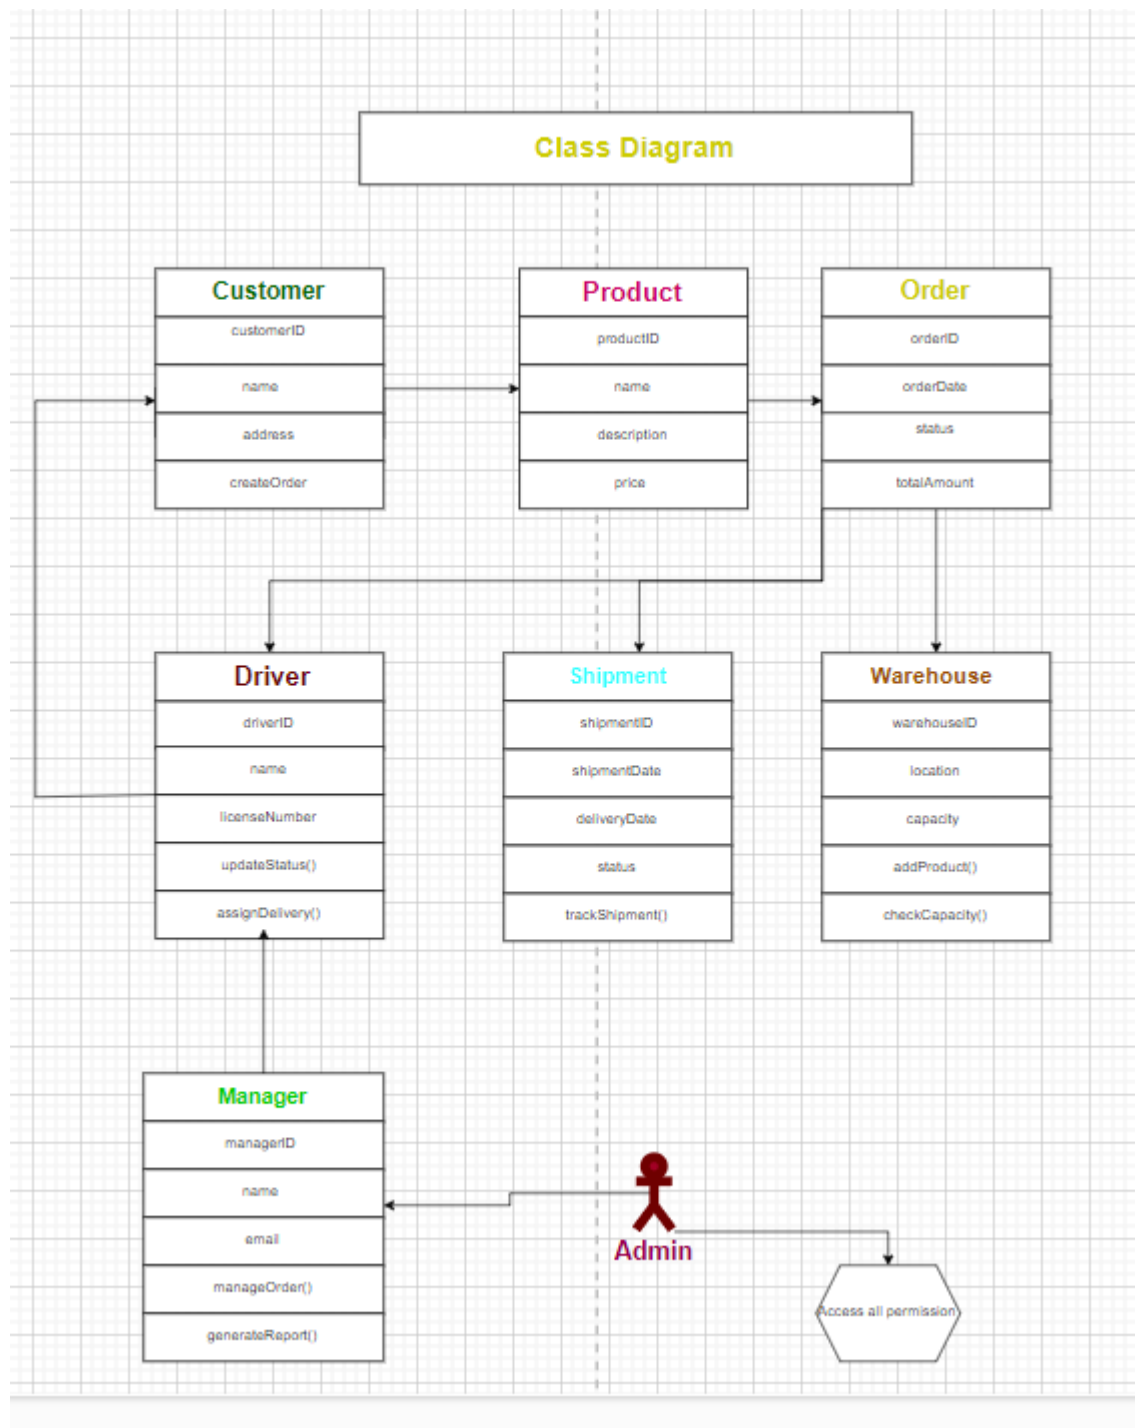 Class Diagram
Customer
customerID
name
address
createOrder
Product
productID
name
description
price
Order
orderID
orderDate
status
totalAmount
Driver
driverID
name
licenseNumber
updateStatus()
assignDelivery()
Shipment
shipmentID
shipmentDate
deliveryDate
status
trackShipment()
Warehouse
warehouseID
location
capacity
addProduct()
checkCapacity()
Manager
managerID
name
email
manageOrder()
generateReport()
Admin
Access all permission